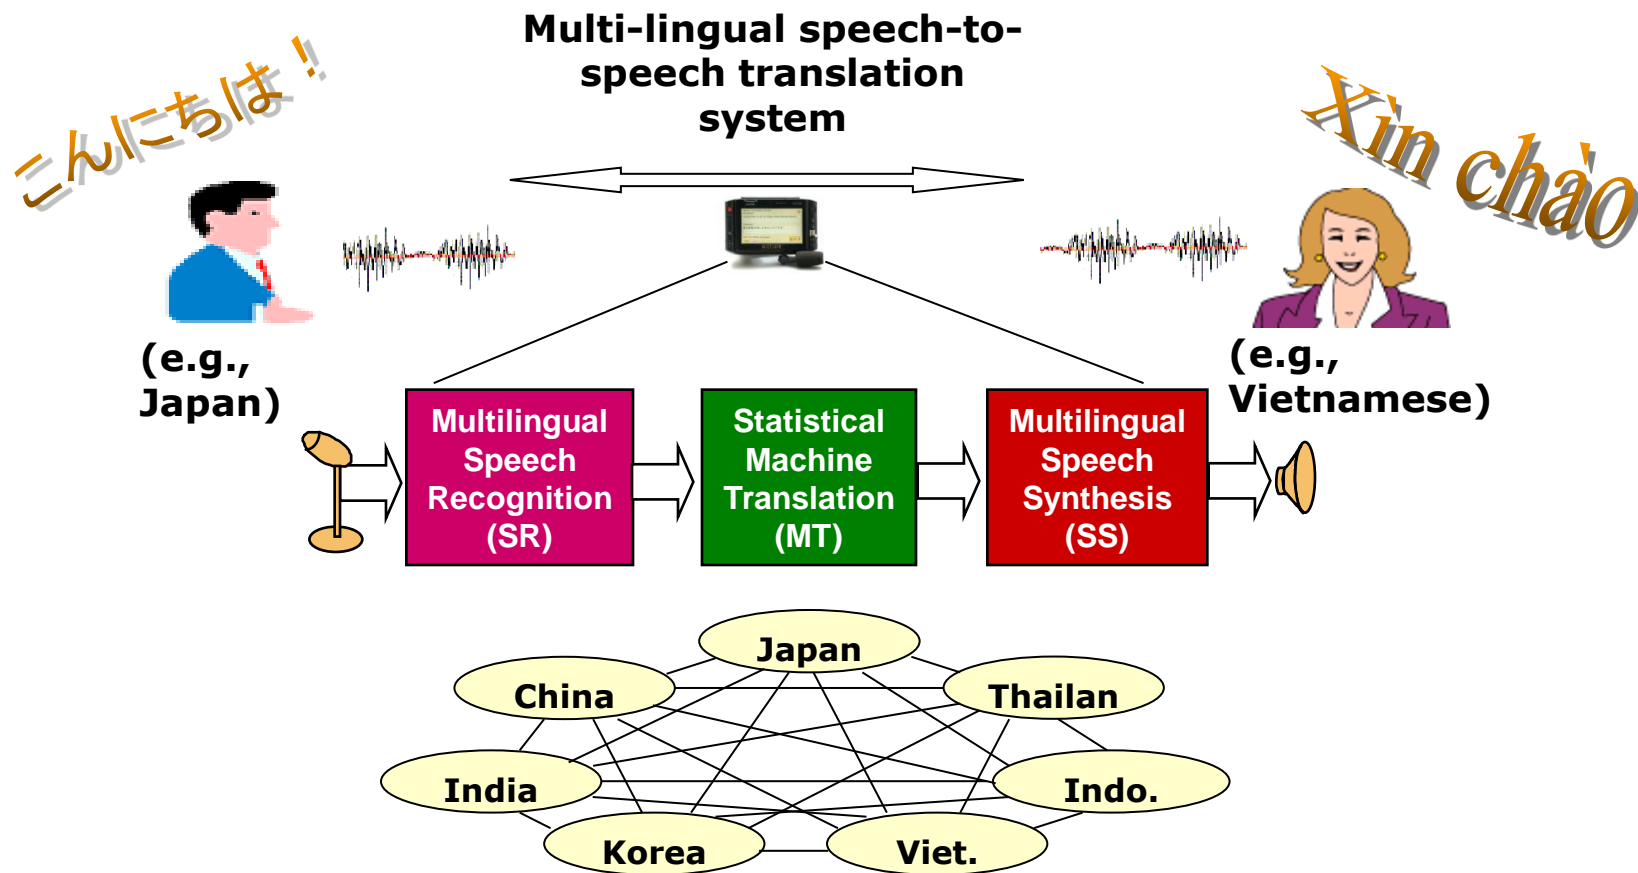 Multi-lingual speech-to-
speech translation
system
こんにちは！
Xìn chào
(e.g.,
Japan)
(e.g.,
Vietnamese)
Multilingual
Speech
Recognition
(SR)
Statistical
Machine
Translation
(MT)
Multilingual
Speech
Synthesis
(SS)
Japan
China
Thailan
India
Indo.
Korea
Viet.